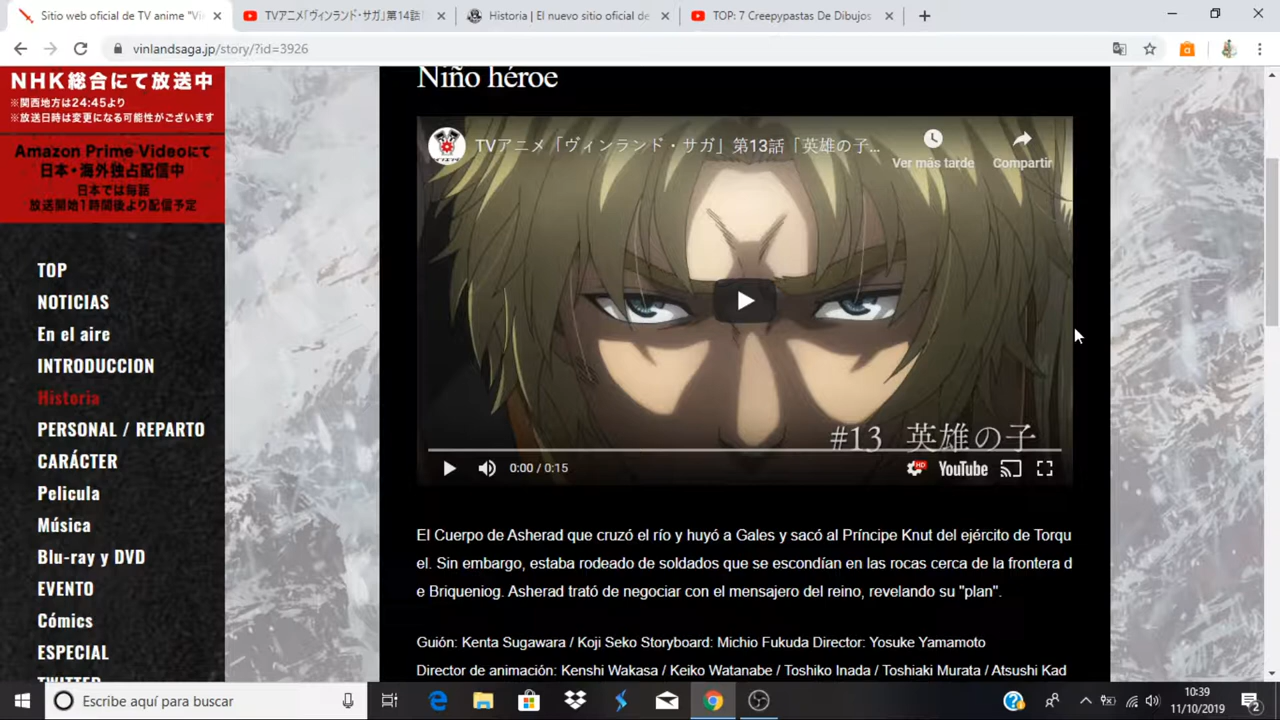 Sitio web oficial de TV anime "Vi
TVアニメ「ヴィンランド・サガ」第14話「
Historia | El nuevo sitio oficial de
TOP: 7 Creepypastas De Dibujos
vinlandsaga.jp/story/?id=3926
NHK総合にて放送中
※関西地方は24:45より
※放送日時は変更になる可能性がございます
Amazon Prime Videoにて
日本・海外独占配信中
日本では毎話
放送開始1時間後より配信予定
TOP
NOTICIAS
En el aire
INTRODUCCION
Historia
PERSONAL / REPARTO
CARÁCTER
Pelicula
Música
Blu-ray y DVD
EVENTO
Cómics
ESPECIAL
TWITTER
Niño héroe
TVアニメ「ヴィンランド・サガ」第13話「英雄の子...
Ver más tarde
Compartir
#13 英雄の子
0:00 / 0:15
HD
YouTube
El Cuerpo de Asherad que cruzó el río y huyó a Gales y sacó al Príncipe Knut del ejército de Torqu
el. Sin embargo, estaba rodeado de soldados que se escondían en las rocas cerca de la frontera d
e Briqueniog. Asherad trató de negociar con el mensajero del reino, revelando su "plan".
Guión: Kenta Sugawara / Koji Seko Storyboard: Michio Fukuda Director: Yosuke Yamamoto
Director de animación: Kenshi Wakasa / Keiko Watanabe / Toshiko Inada / Toshiaki Murata / Atsushi Kad
Escribe aquí para buscar
10:39
11/10/2019
2